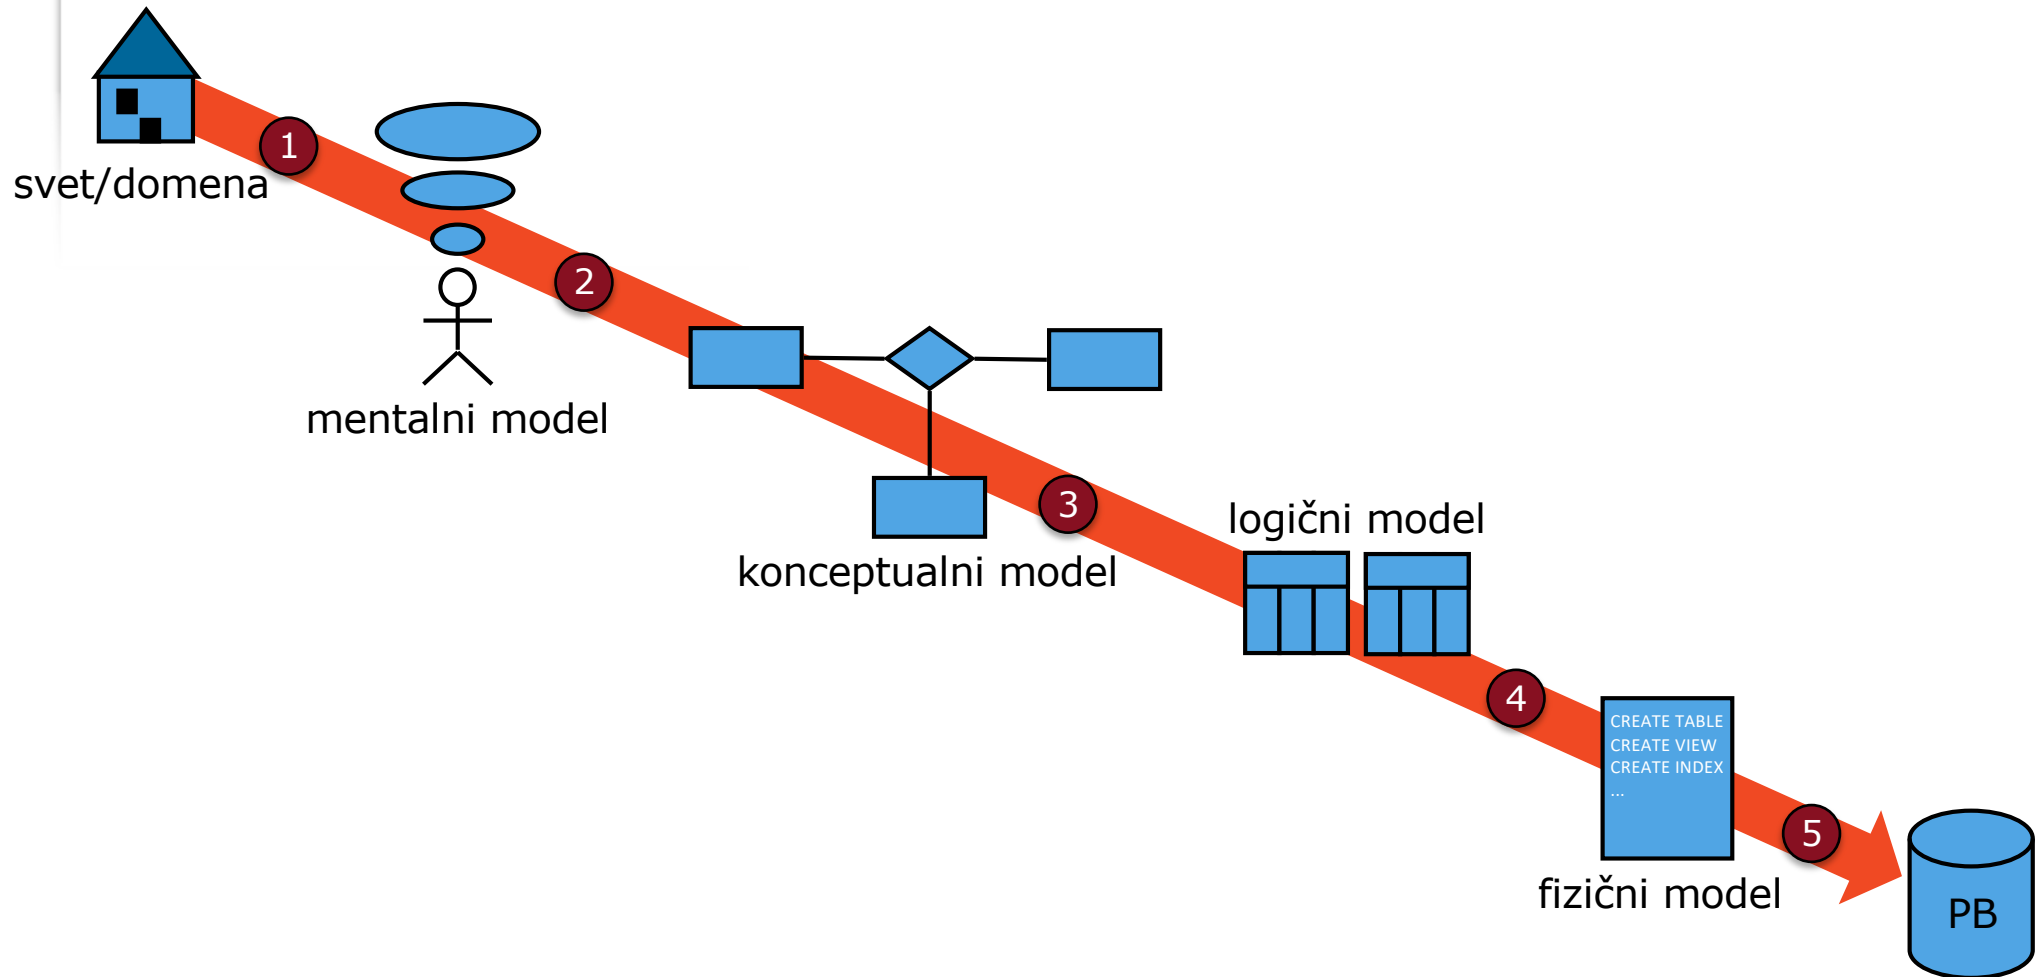 1
svet/domena
2
mentalni model
3
konceptualni model
logični model
4
CREATE TABLE
CREATE VIEW
CREATE INDEX
...
fizični model
5
PB